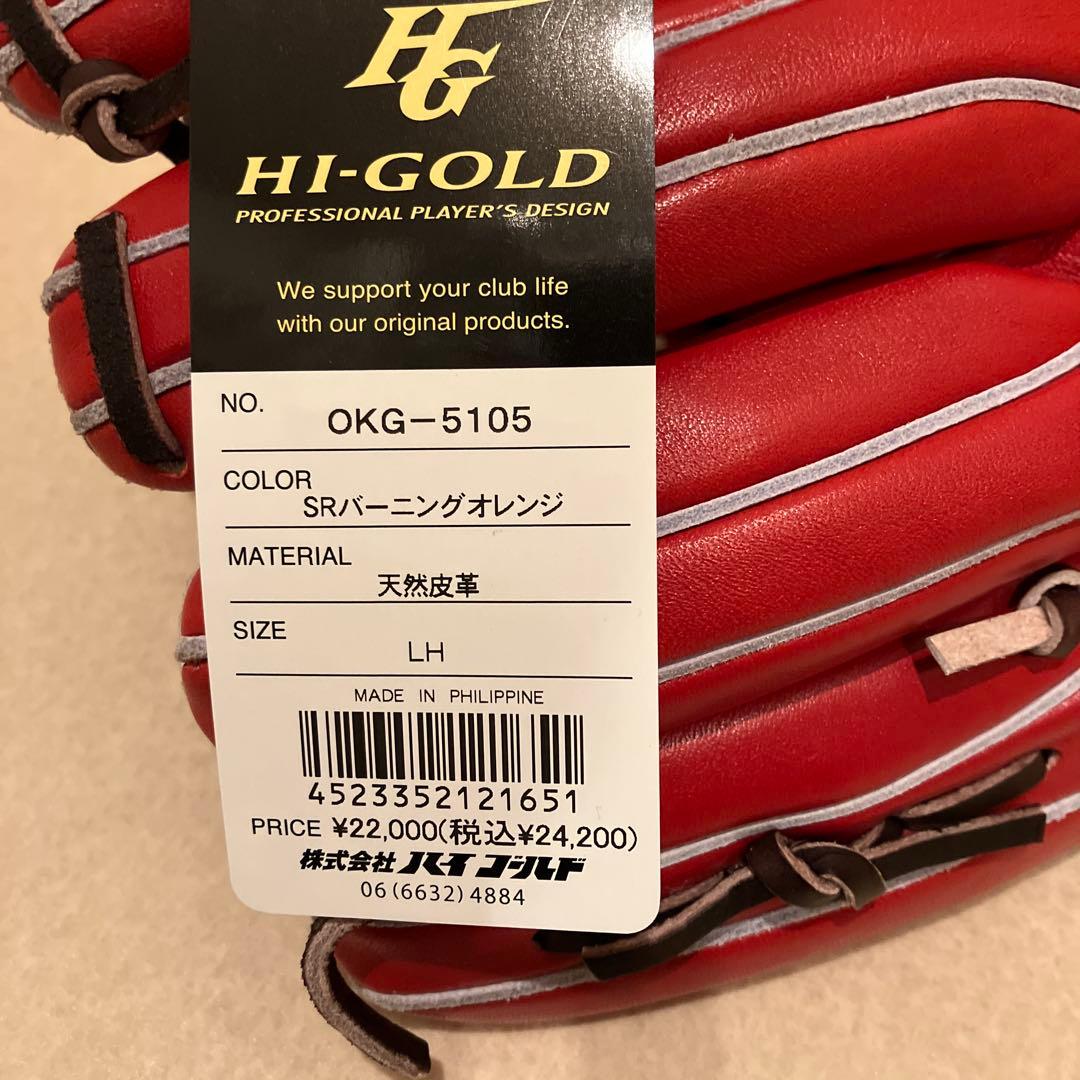 HG
HI-GOLD
PROFESSIONAL PLAYER'S DESIGN
We support your club life
with our original products.
NO. OKG-5105
COLOR SRバーニングオレンジ
MATERIAL 天然皮革
SIZE LH
MADE IN PHILIPPINE
4523352121651
PRICE ¥22,000(税込¥24,200)
株式会社 ハイゴールド
06(6632)4884